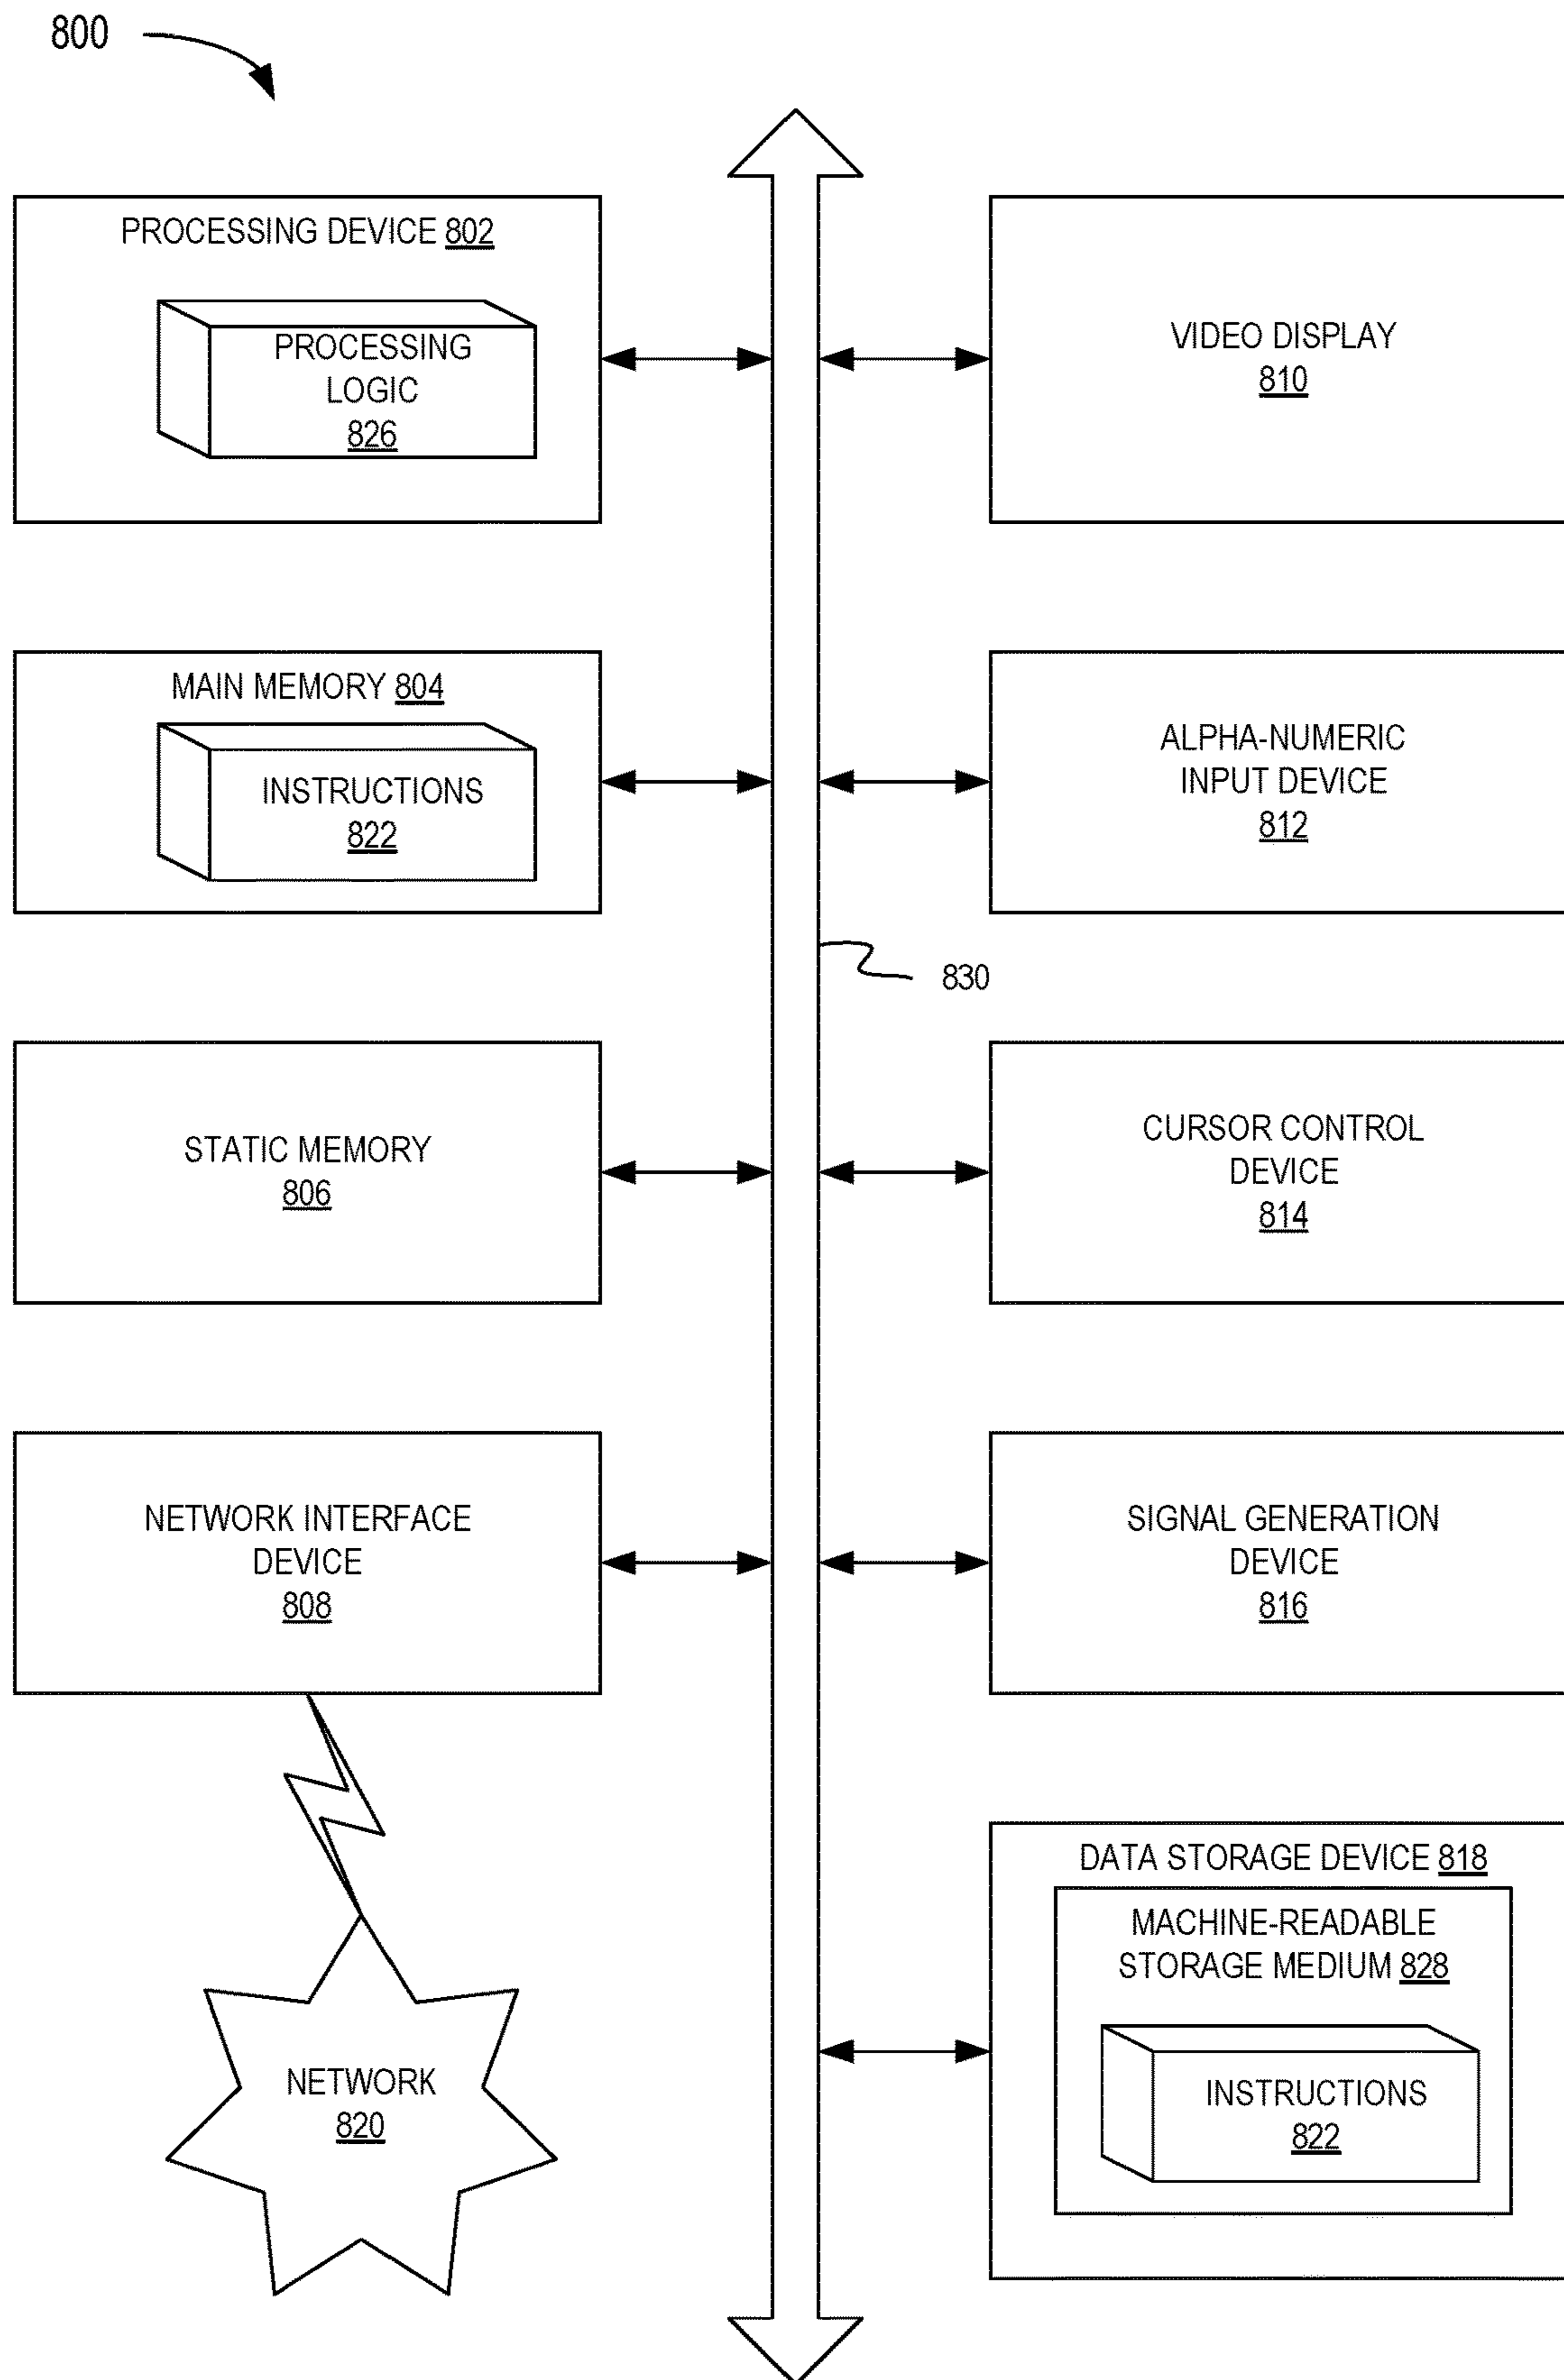 800
PROCESSING DEVICE 802
PROCESSING
LOGIC
826
VIDEO DISPLAY
810
MAIN MEMORY 804
INSTRUCTIONS
822
ALPHA-NUMERIC
INPUT DEVICE
812
830
STATIC MEMORY
806
CURSOR CONTROL
DEVICE
814
NETWORK INTERFACE
DEVICE
808
SIGNAL GENERATION
DEVICE
816
DATA STORAGE DEVICE 818
MACHINE-READABLE
STORAGE MEDIUM 828
INSTRUCTIONS
822
NETWORK
820